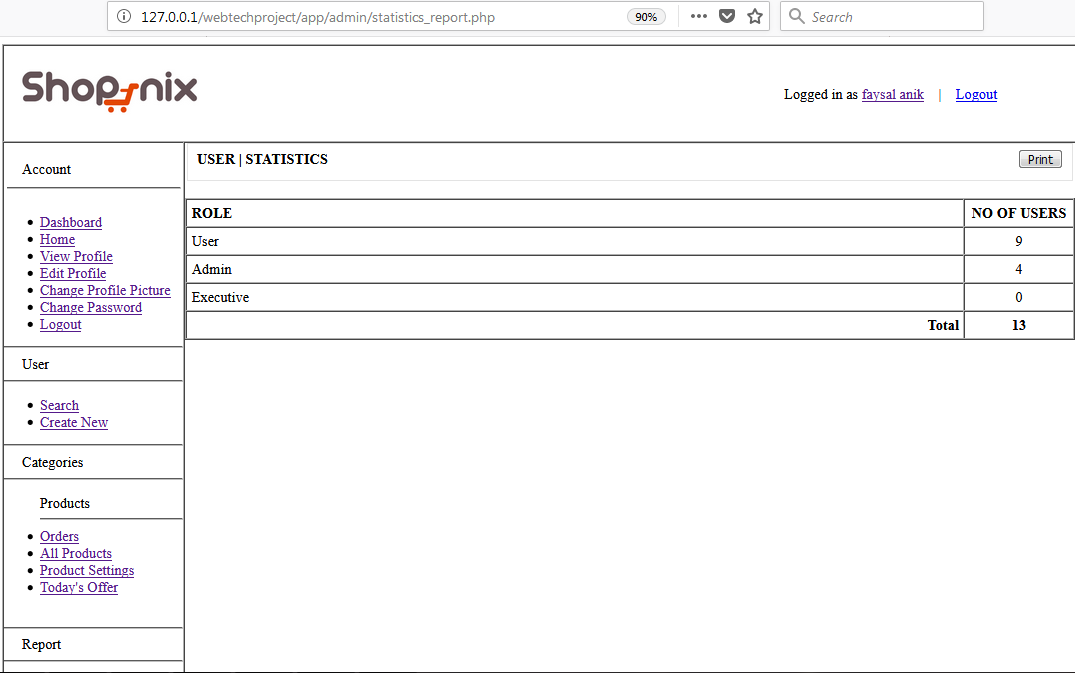 127.0.0.1/webtechproject/app/admin/statistics_report.php 90% Search
Shopnix
Logged in as faysal anik | Logout
Account
Dashboard
Home
View Profile
Edit Profile
Change Profile Picture
Change Password
Logout
User
Search
Create New
Categories
Products
Orders
All Products
Product Settings
Today's Offer
Report
USER | STATISTICS Print
ROLE NO OF USERS
User 9
Admin 4
Executive 0
Total 13